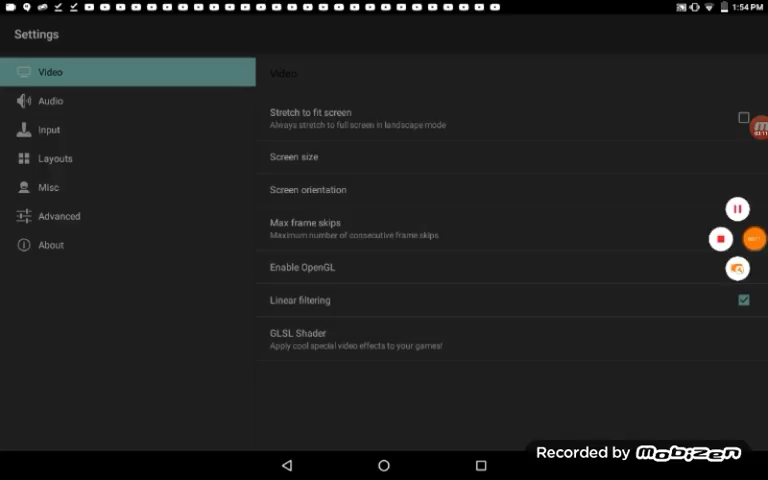 1:54 PM
Settings
Video
Audio
Input
Layouts
Misc
Advanced
About
Video
Stretch to fit screen
Always stretch to full screen in landscape mode
Screen size
Screen orientation
Max frame skips
Maximum number of consecutive frame skips
Enable OpenGL
Linear filtering
GLSL Shader
Apply cool special video effects to your games!
Recorded by Mobizen